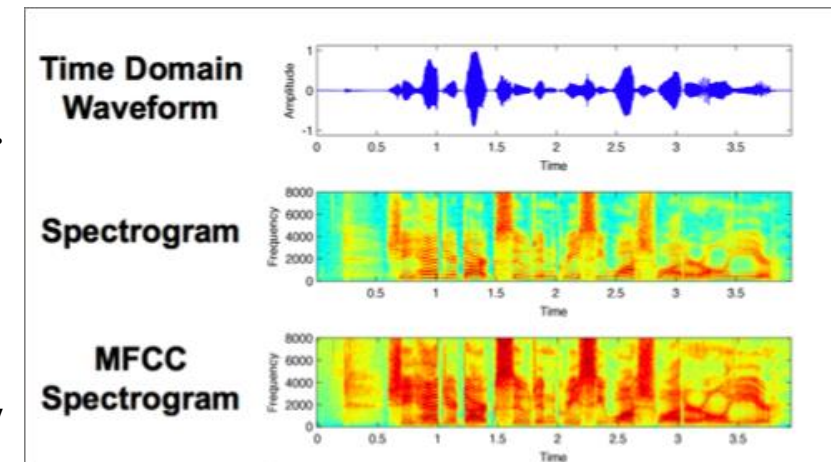 Time Domain
Waveform
Amplitude
1
0
-1
0 0.5 1 1.5 2 2.5 3 3.5
Time
Spectrogram
Frequency
8000
6000
4000
2000
0
0.5 1 1.5 2 2.5 3 3.5
Time
MFCC
Spectrogram
Frequency
8000
6000
4000
2000
0
0 0.5 1 1.5 2 2.5 3 3.5
Time